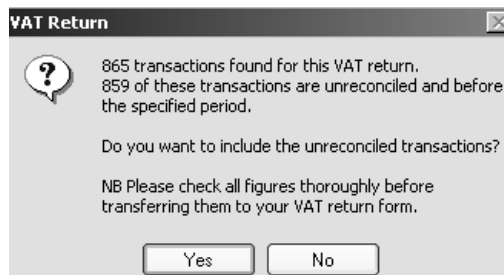 VAT Return
865 transactions found for this VAT return.
859 of these transactions are unreconciled and before
the specified period.
Do you want to include the unreconciled transactions?
NB Please check all figures thoroughly before
transferring them to your VAT return form.
Yes No